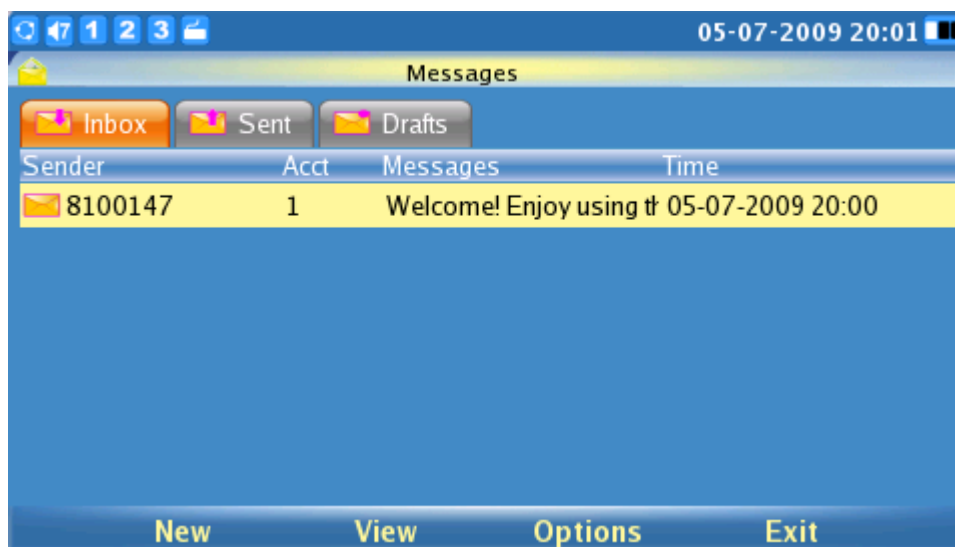 7 1 2 3 05-07-2009 20:01
Messages
Inbox Sent Drafts
Sender Acct Messages Time
8100147 1 Welcome! Enjoy using 05-07-2009 20:00
New View Options Exit